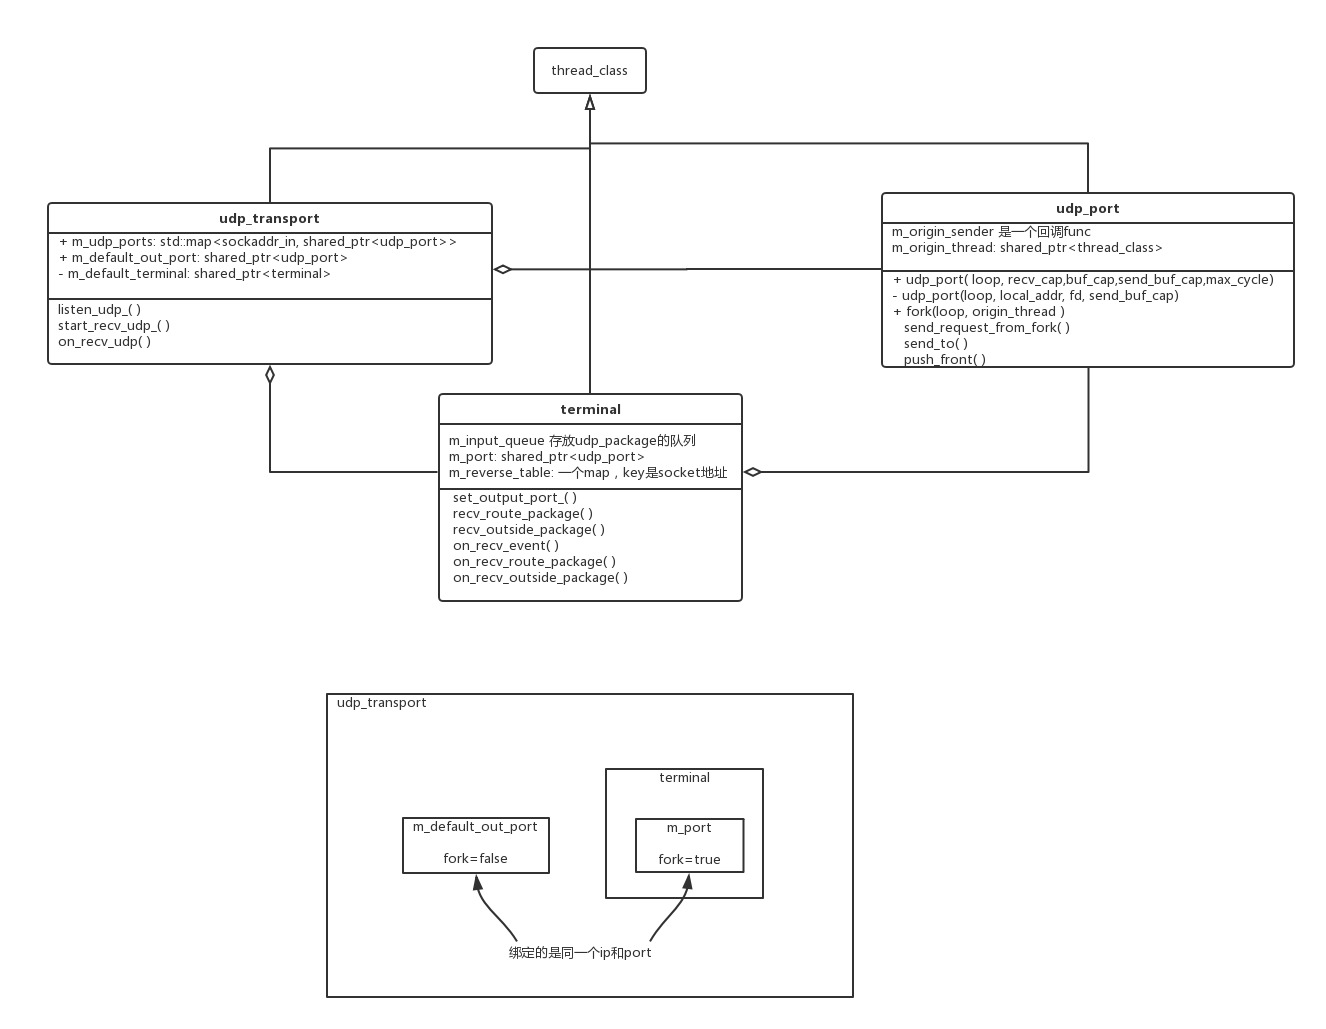 thread_class
udp_transport
+ m_udp_ports: std::map<sockaddr_in, shared_ptr<udp_port>>
+ m_default_out_port: shared_ptr<udp_port>
- m_default_terminal: shared_ptr<terminal>
listen_udp_( )
start_recv_udp_( )
on_recv_udp( )
udp_port
m_origin_sender 是一个回调func
m_origin_thread: shared_ptr<thread_class>
+ udp_port( loop, recv_cap,buf_cap,send_buf_cap,max_cycle)
- udp_port(loop, local_addr, fd, send_buf_cap)
+ fork(loop, origin_thread )
send_request_from_fork( )
send_to( )
push_front( )
terminal
m_input_queue 存放udp_package的队列
m_port: shared_ptr<udp_port>
m_reverse_table: 一个map，key是socket地址
set_output_port_( )
recv_route_package( )
recv_outside_package( )
on_recv_event( )
on_recv_route_package( )
on_recv_outside_package( )
udp_transport
terminal
m_default_out_port
fork=false
m_port
fork=true
绑定的是同一个ip和port